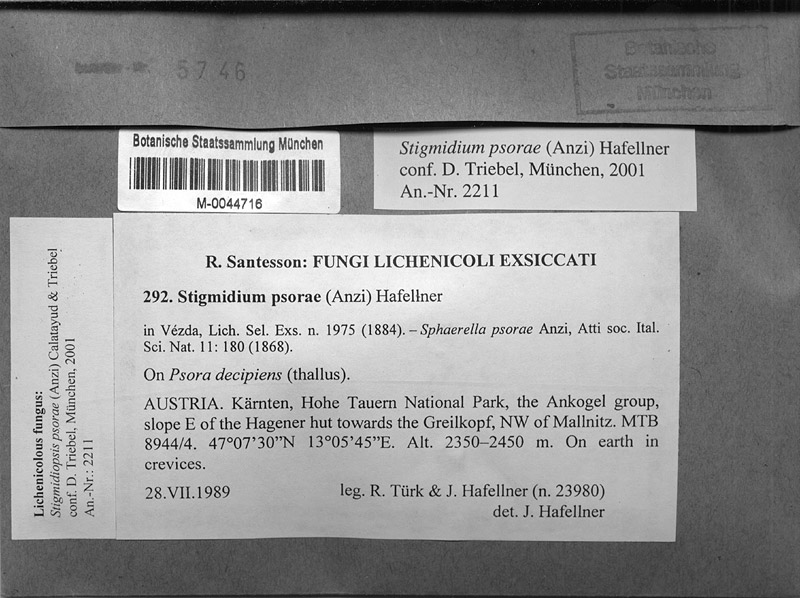 5746
Botanische
Staatssammlung
München
Botanische Staatssammlung München
M-0044716
Stigmidium psorae (Anzi) Hafellner
conf. D. Triebel, München, 2001
An.-Nr. 2211
R. Santesson: FUNGI LICHENICOLI EXSICCATI
292. Stigmidium psorae (Anzi) Hafellner
in Vézda, Lich. Sel. Exs. n. 1975 (1884). – Sphaerella psorae Anzi, Atti soc. Ital.
Sci. Nat. 11: 180 (1868).
On Psora decipiens (thallus).
AUSTRIA. Kärnten, Hohe Tauern National Park, the Ankogel group,
slope E of the Hagener hut towards the Greilkopf, NW of Mallnitz. MTB
8944/4. 47°07'30”N 13°05'45”E. Alt. 2350–2450 m. On earth in
crevices.
28.VII.1989 leg. R. Türk & J. Hafellner (n. 23980)
det. J. Hafellner
Lichenicolous fungus:
Stigmidiopsis psorae (Anzi) Calatayud & Triebel
conf. D. Triebel, München, 2001
An.-Nr.: 2211